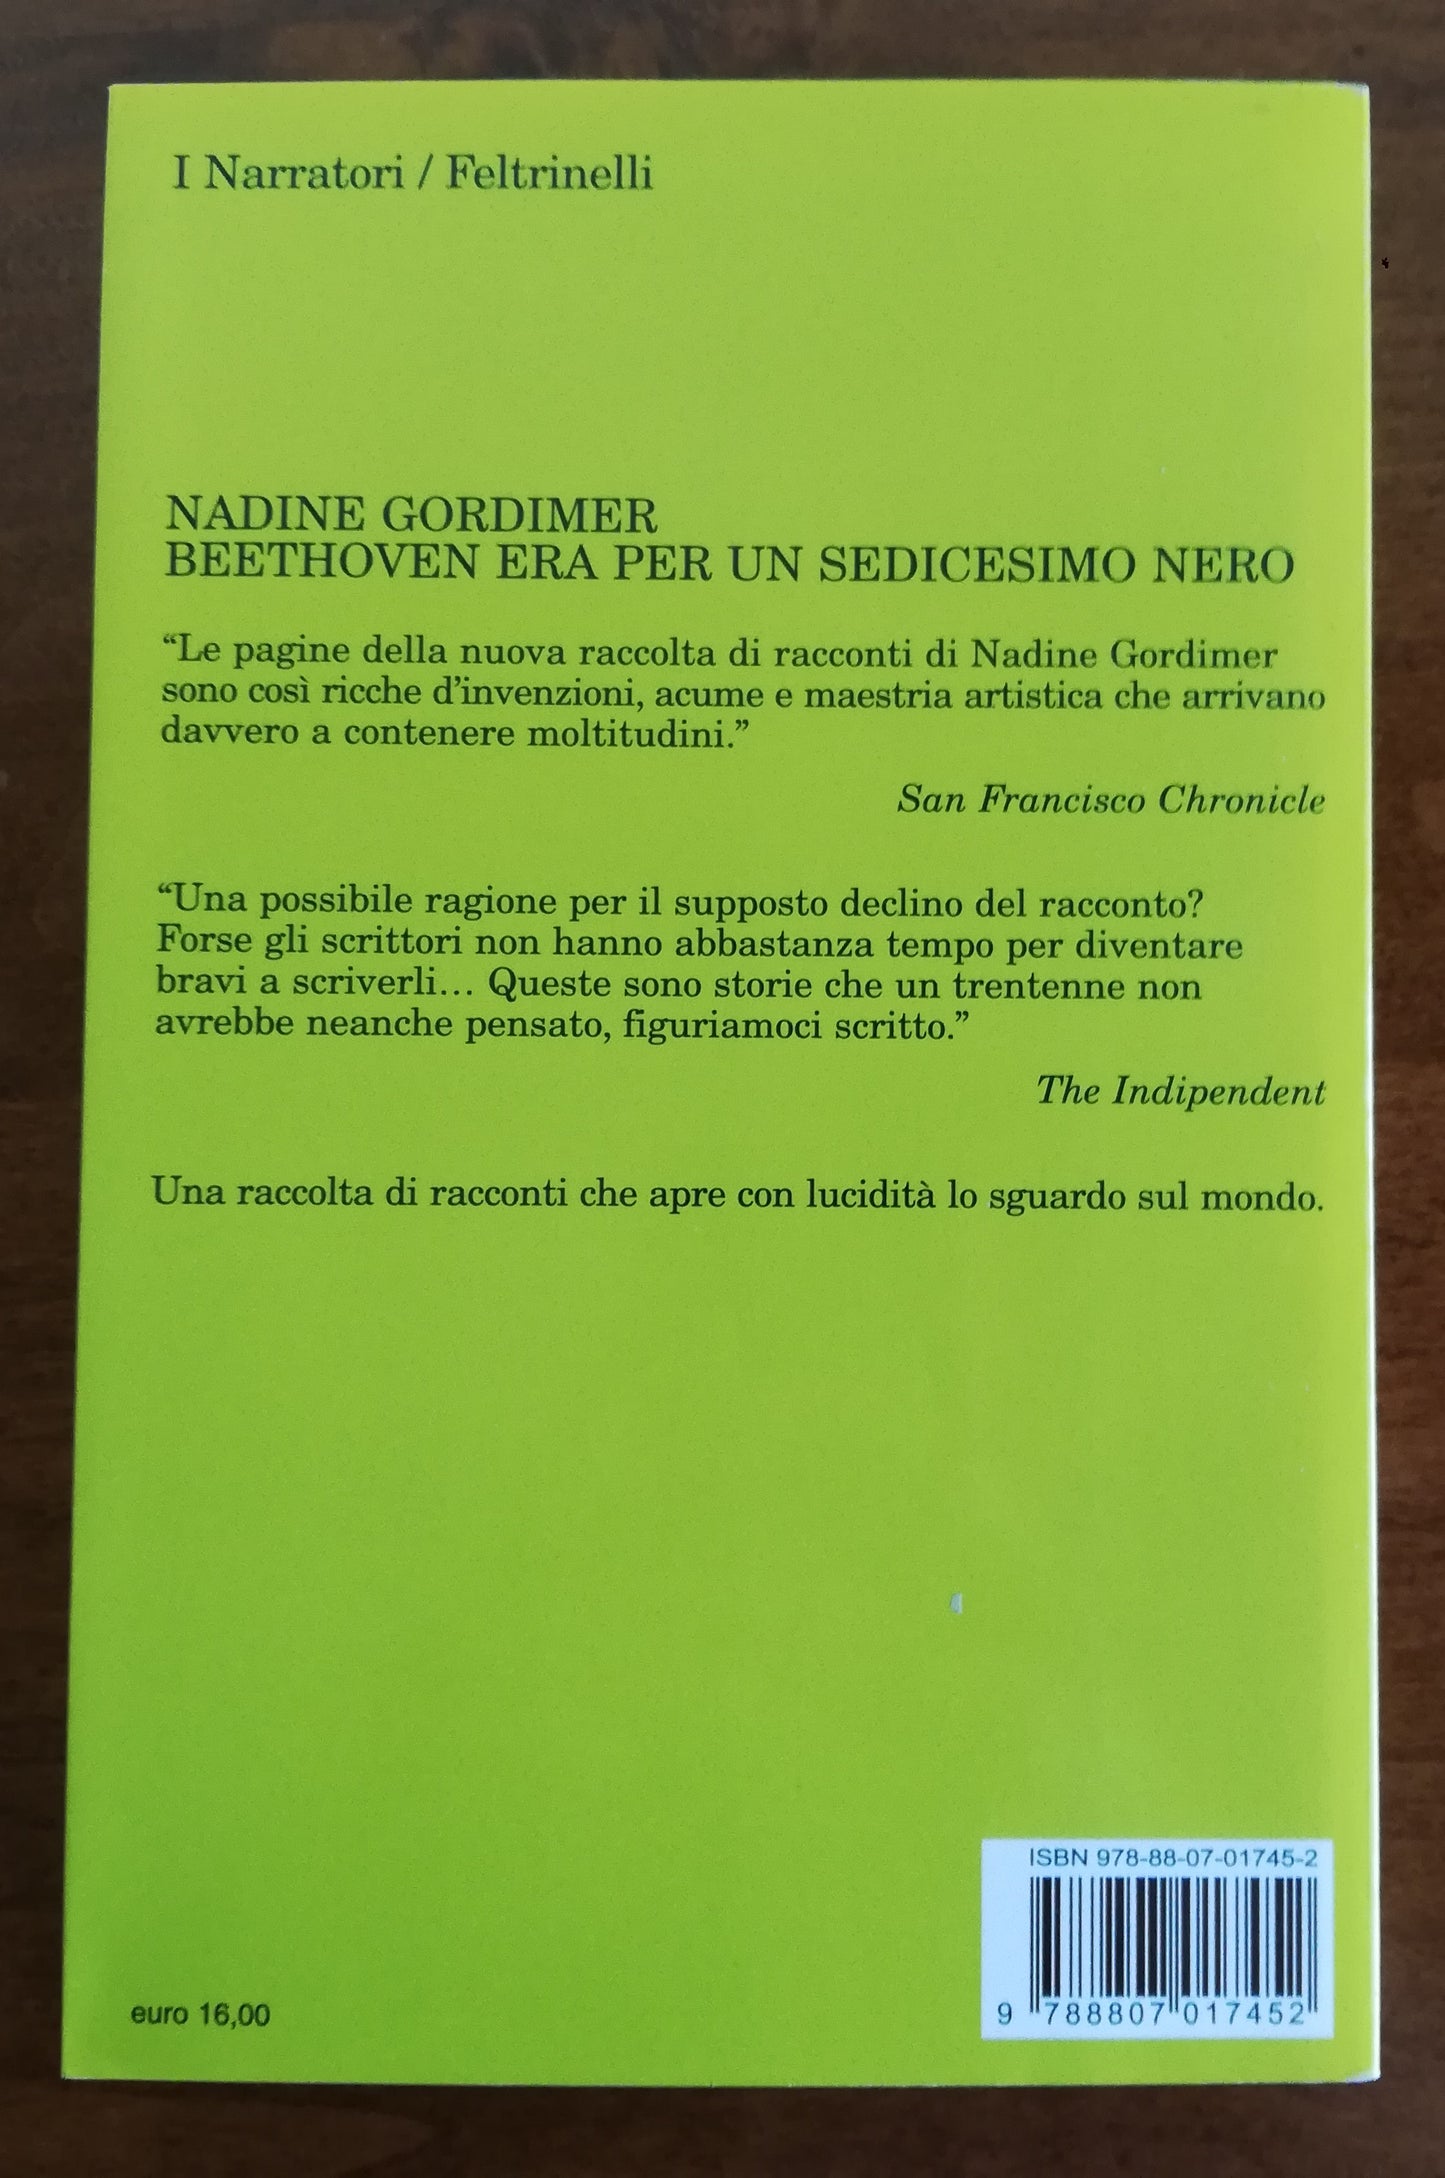 I Narratori / Feltrinelli
NADINE GORDIMER
BEETHOVEN ERA PER UN SEDICESIMO NERO
“Le pagine della nuova raccolta di racconti di Nadine Gordimer
sono così ricche d’invenzioni, acume e maestria artistica che arrivano
davvero a contenere moltitudini.”
San Francisco Chronicle
“Una possibile ragione per il supposto declino del racconto?
Forse gli scrittori non hanno abbastanza tempo per diventare
bravi a scriverli… Queste sono storie che un trentenne non
avrebbe neanche pensato, figuriamoci scritto.”
The Indipendent
Una raccolta di racconti che apre con lucidità lo sguardo sul mondo.
ISBN 978-88-07-01745-2
9 788807 017452
euro 16,00